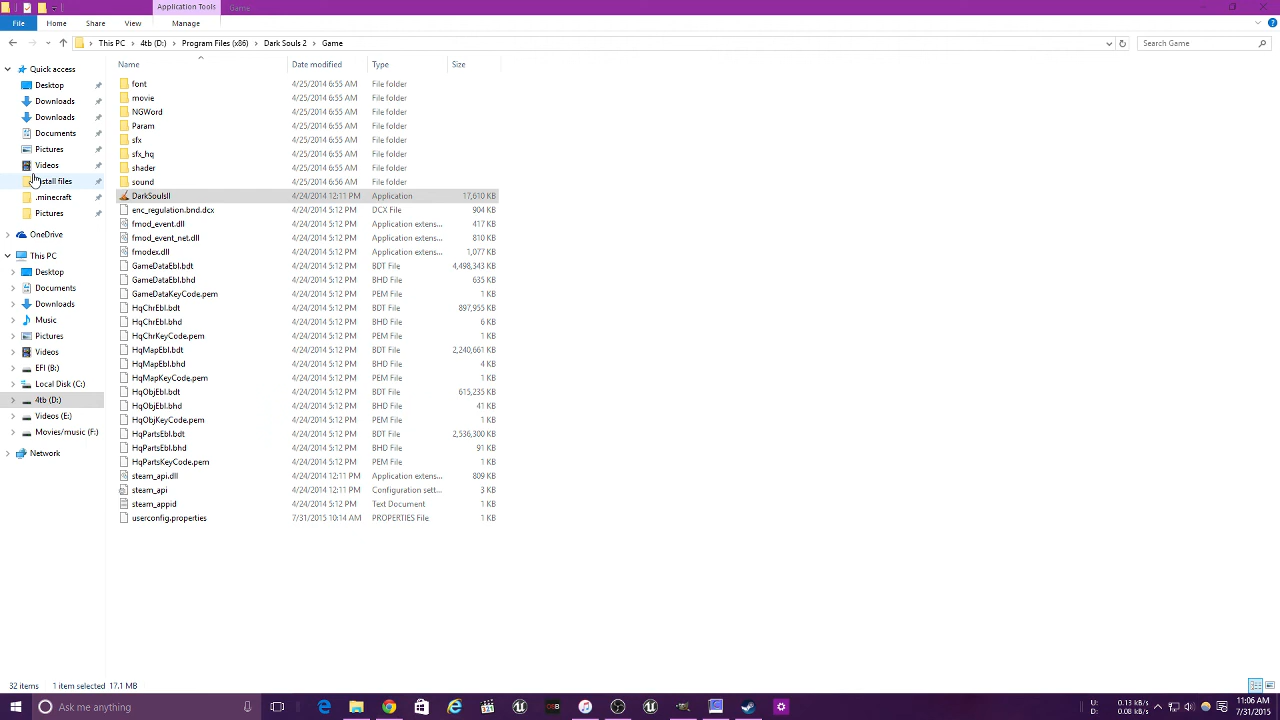 Application Tools Game
File Home Share View Manage
This PC 4tb (D:) Program Files (x86) Dark Souls 2 Game Search Game
Name Date modified Type Size
Quick access
Desktop
Downloads
Downloads
Documents
Pictures
Videos
stall files
.minecraft
Pictures
OneDrive
This PC
Desktop
Documents
Downloads
Music
Pictures
Videos
EFI (B:)
Local Disk (C:)
4tb (D:)
Videos (E:)
Movies/music (F:)
Network
font 4/25/2014 6:55 AM File folder
movie 4/25/2014 6:55 AM File folder
NGWord 4/25/2014 6:55 AM File folder
Param 4/25/2014 6:55 AM File folder
sfx 4/25/2014 6:55 AM File folder
sfx_hq 4/25/2014 6:55 AM File folder
shader 4/25/2014 6:55 AM File folder
sound 4/25/2014 6:56 AM File folder
DarkSoulsII 4/24/2014 12:11 PM Application 17,610 KB
enc_regulation.bnd.dcx 4/24/2014 5:12 PM DCX File 904 KB
fmod_event.dll 4/24/2014 5:12 PM Application extens... 417 KB
fmod_event_net.dll 4/24/2014 5:12 PM Application extens... 810 KB
fmodex.dll 4/24/2014 5:12 PM Application extens... 1,077 KB
GameDataEbl.bdt 4/24/2014 5:12 PM BDT File 4,498,343 KB
GameDataEbl.bhd 4/24/2014 5:12 PM BHD File 635 KB
GameDataKeyCode.pem 4/24/2014 5:12 PM PEM File 1 KB
HqChrEbl.bdt 4/24/2014 5:12 PM BDT File 897,955 KB
HqChrEbl.bhd 4/24/2014 5:12 PM BHD File 6 KB
HqChrKeyCode.pem 4/24/2014 5:12 PM PEM File 1 KB
HqMapEbl.bdt 4/24/2014 5:12 PM BDT File 2,240,661 KB
HqMapEbl.bhd 4/24/2014 5:12 PM BHD File 4 KB
HqMapKeyCode.pem 4/24/2014 5:12 PM PEM File 1 KB
HqObjEbl.bdt 4/24/2014 5:12 PM BDT File 615,235 KB
HqObjEbl.bhd 4/24/2014 5:12 PM BHD File 41 KB
HqObjKeyCode.pem 4/24/2014 5:12 PM PEM File 1 KB
HqPartsEbl.bdt 4/24/2014 5:12 PM BDT File 2,536,300 KB
HqPartsEbl.bhd 4/24/2014 5:12 PM BHD File 91 KB
HqPartsKeyCode.pem 4/24/2014 5:12 PM PEM File 1 KB
steam_api.dll 4/24/2014 12:11 PM Application extens... 809 KB
steam_api 4/24/2014 12:11 PM Configuration sett... 3 KB
steam_appid 4/24/2014 5:12 PM Text Document 1 KB
userconfig.properties 7/31/2015 10:14 AM PROPERTIES File 1 KB
32 items 1 item selected 17.1 MB
Ask me anything
U: 0.13 kB/s
D: 0.08 kB/s
11:06 AM
7/31/2015